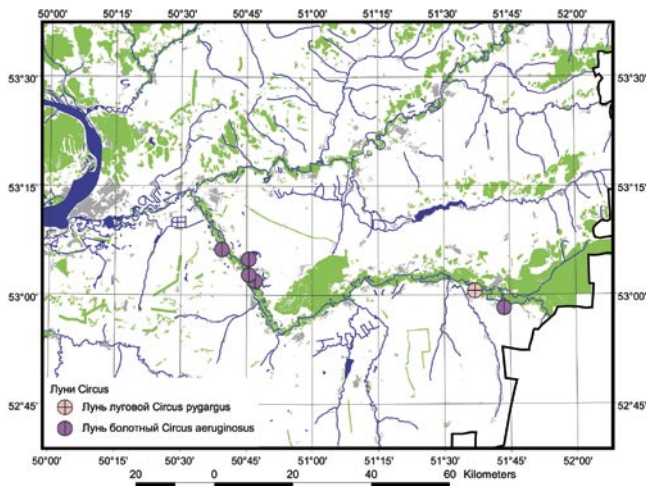 50°00' 50°15' 50°30' 50°45' 51°00' 51°15' 51°30' 51°45' 52°00'
53°30' 53°30'
53°15' 53°15'
53°00' 53°00'
52°45' 52°45'
Луни Circus
Лунь луговой Circus pygargus
Лунь болотный Circus aeruginosus
50°00' 50°15' 50°30' 50°45' 51°00' 51°15' 51°30' 51°45' 52°00'
20 0 20 40 60 Kilometers